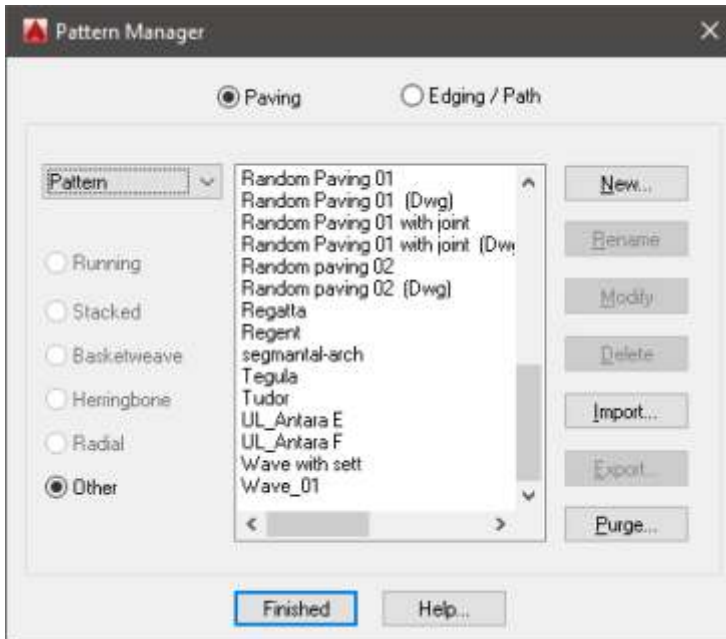 Pattern Manager
Paving
Edging / Path
Pattern
Running
Stacked
Basketweave
Herringbone
Radial
Other
Random Paving 01
Random Paving 01 (Dwg)
Random Paving 01 with joint
Random Paving 01 with joint (Dw
Random paving 02
Random paving 02 (Dwg)
Regatta
Regent
segmantal-arch
Tegula
Tudor
UL_Antara E
UL_Antara F
Wave with sett
Wave_01
New...
Rename
Modify
Delete
Import...
Export...
Purge...
Finished
Help...